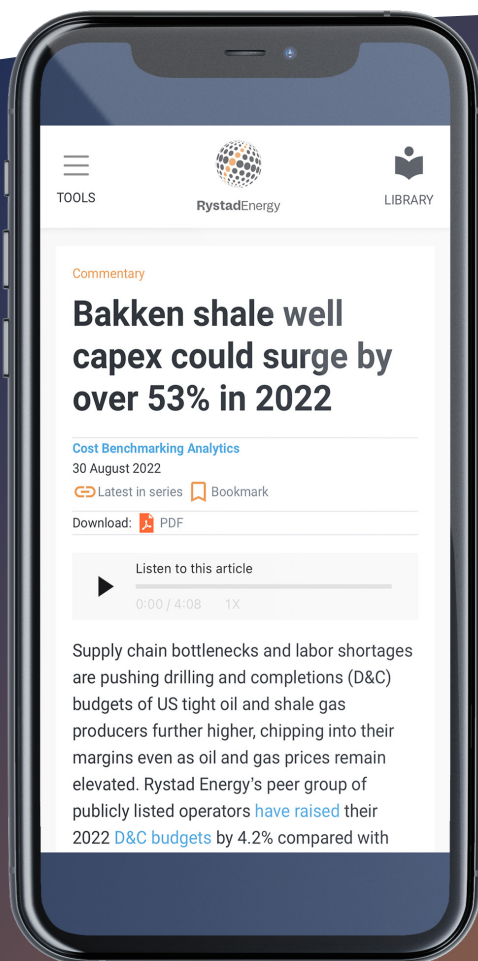 TOOLS
RystadEnergy
LIBRARY
Commentary
Bakken shale well
capex could surge by
over 53% in 2022
Cost Benchmarking Analytics
30 August 2022
Latest in series Bookmark
Download: PDF
Listen to this article
0:00 / 4:08 1X
Supply chain bottlenecks and labor shortages
are pushing drilling and completions (D&C)
budgets of US tight oil and shale gas
producers further higher, chipping into their
margins even as oil and gas prices remain
elevated. Rystad Energy's peer group of
publicly listed operators have raised their
2022 D&C budgets by 4.2% compared with